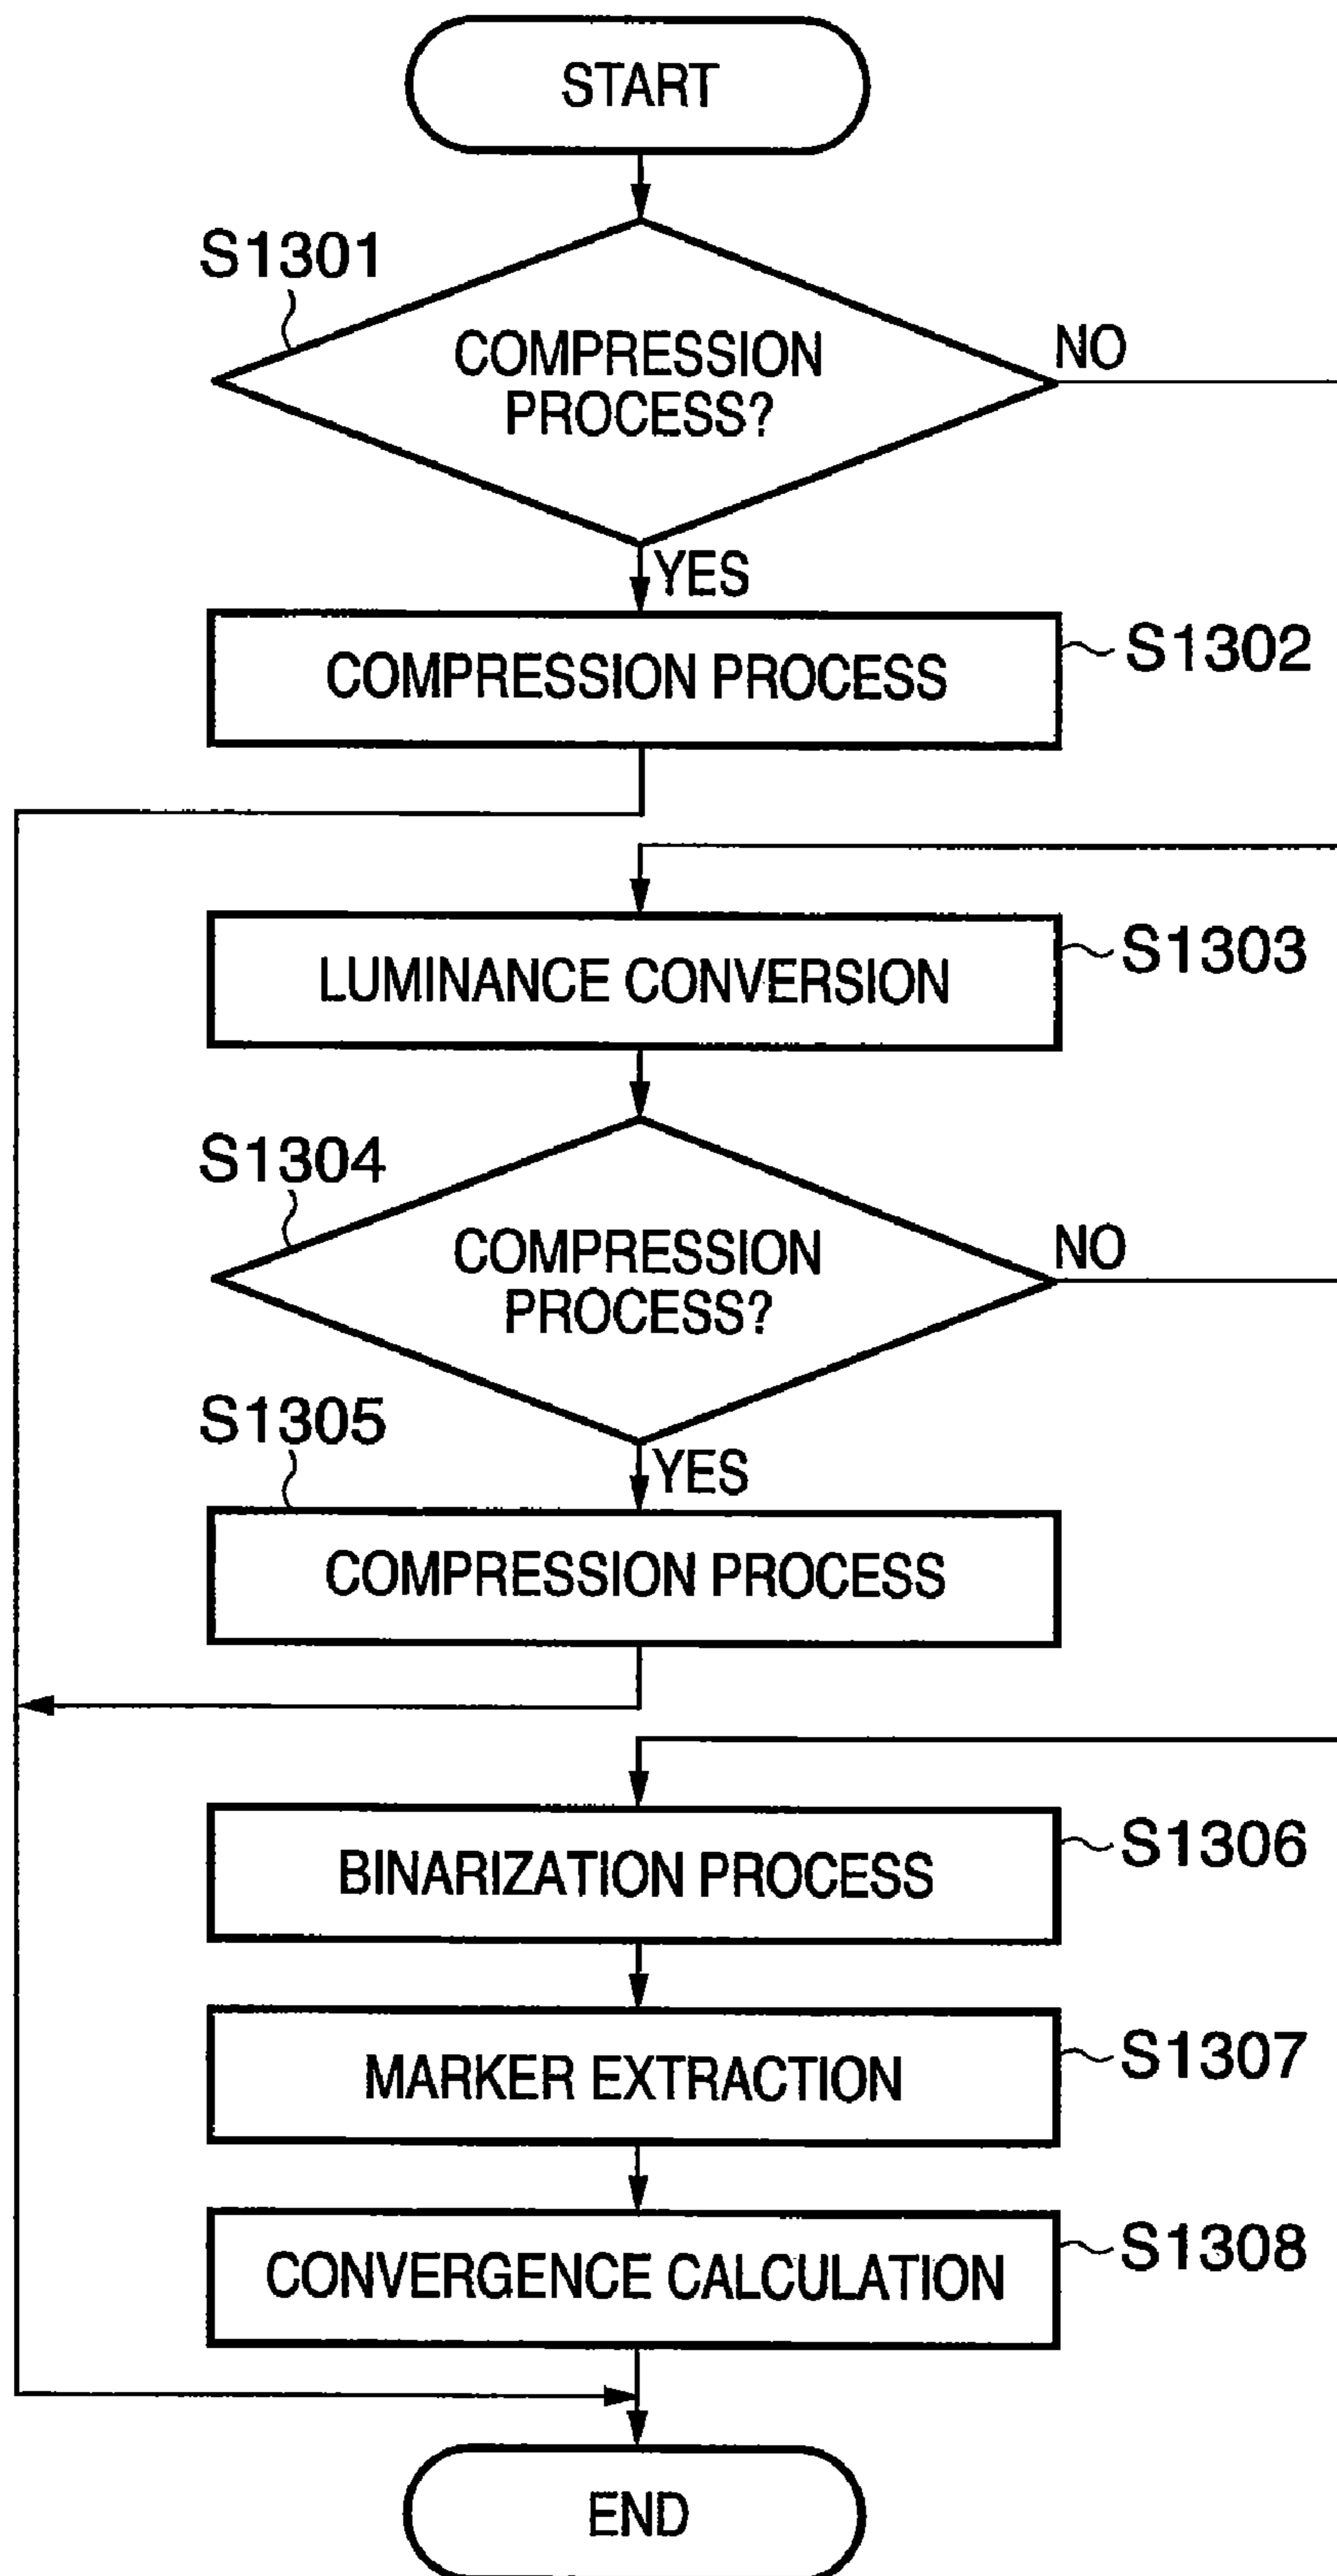 START
S1301
COMPRESSION
PROCESS?
NO
YES
COMPRESSION PROCESS
S1302
LUMINANCE CONVERSION
S1303
S1304
COMPRESSION
PROCESS?
NO
S1305
YES
COMPRESSION PROCESS
BINARIZATION PROCESS
S1306
MARKER EXTRACTION
S1307
CONVERGENCE CALCULATION
S1308
END